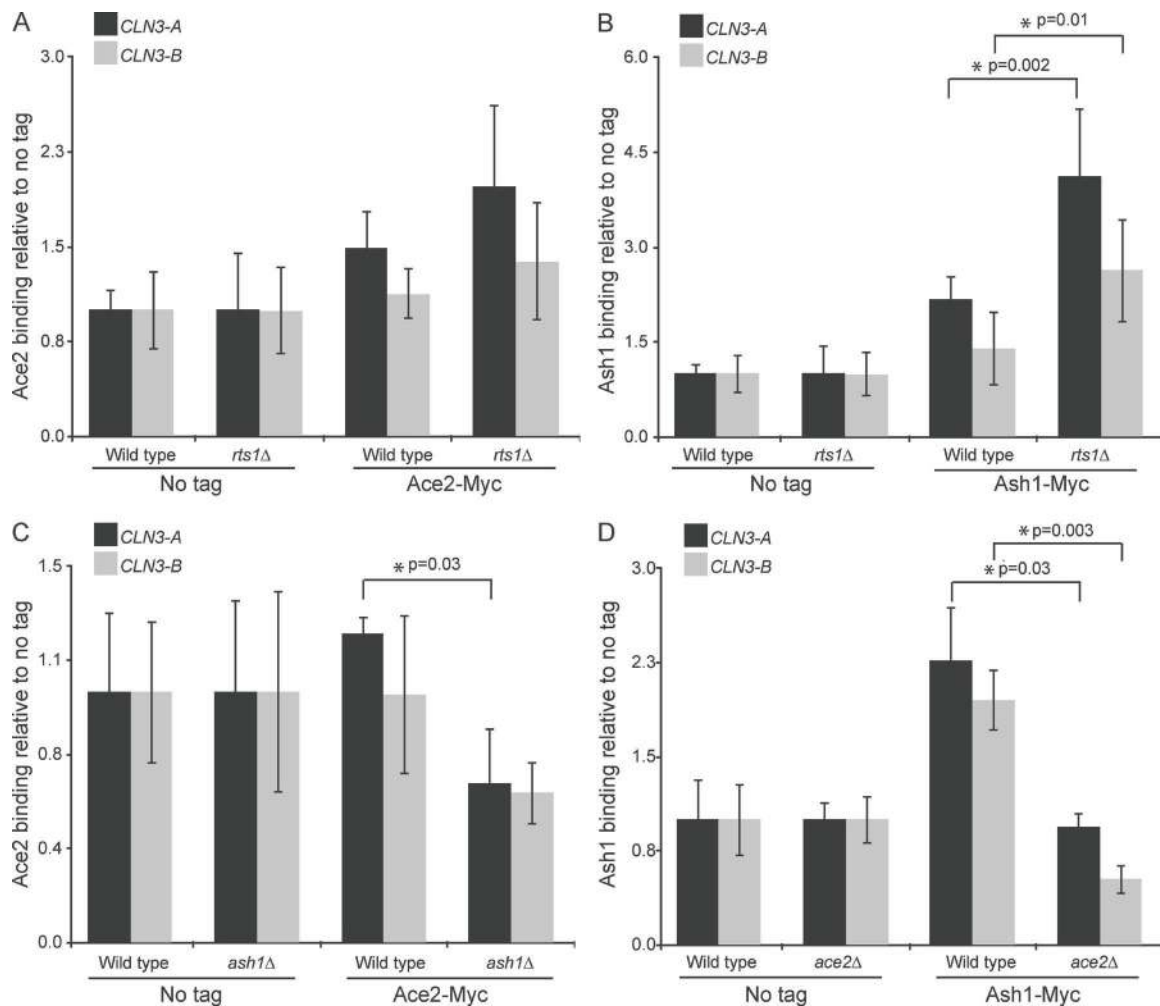 A
CLN3-A
CLN3-B
3.0
2.3
1.5
0.8
0.0
Ace2 binding relative to no tag
Wild type rts1Δ Wild type rts1Δ
No tag Ace2-Myc
B
CLN3-A
CLN3-B
* p=0.01
* p=0.002
6.0
4.5
3.0
1.5
0.0
Ash1 binding relative to no tag
Wild type rts1Δ Wild type rts1Δ
No tag Ash1-Myc
C
CLN3-A
CLN3-B
* p=0.03
1.5
1.1
0.8
0.4
0.0
Ace2 binding relative to no tag
Wild type ash1Δ Wild type ash1Δ
No tag Ace2-Myc
D
CLN3-A
CLN3-B
* p=0.003
* p=0.03
3.0
2.3
1.5
0.8
0.0
Ash1 binding relative to no tag
Wild type ace2Δ Wild type ace2Δ
No tag Ash1-Myc